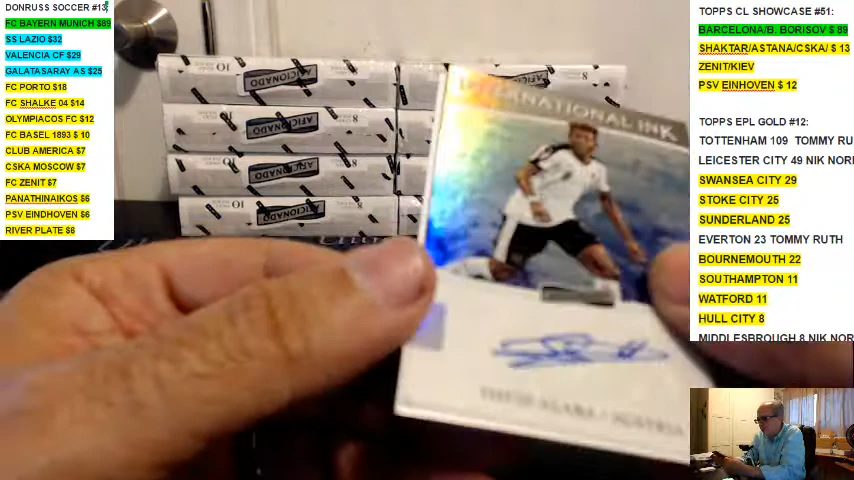 DONRUSS SOCCER #13:
FC BAYERN MUNICH $89
SS LAZIO $32
VALENCIA CF $29
GALATASARAY AS $25
FC PORTO $18
FC SHALKE 04 $14
OLYMPIACOS FC $12
FC BASEL 1893 $ 10
CLUB AMERICA $7
CSKA MOSCOW $7
FC ZENIT $7
PANATHINAIKOS $6
PSV EINDHOVEN $6
RIVER PLATE $6
AFICIONADO
AFICIONADO
AFICIONADO
AFICIONADO
INTERNATIONAL INK
DAVID ALABA / AUSTRIA
TOPPS CL SHOWCASE #51:
BARCELONA/B. BORISOV $ 89
SHAKTAR/ASTANA/CSKA/ $ 13
ZENIT/KIEV
PSV EINHOVEN $ 12
TOPPS EPL GOLD #12:
TOTTENHAM 109 TOMMY RU
LEICESTER CITY 49 NIK NOR
SWANSEA CITY 29
STOKE CITY 25
SUNDERLAND 25
EVERTON 23 TOMMY RUTH
BOURNEMOUTH 22
SOUTHAMPTON 11
WATFORD 11
HULL CITY 8
MIDDLESBROUGH 8 NIK NOR